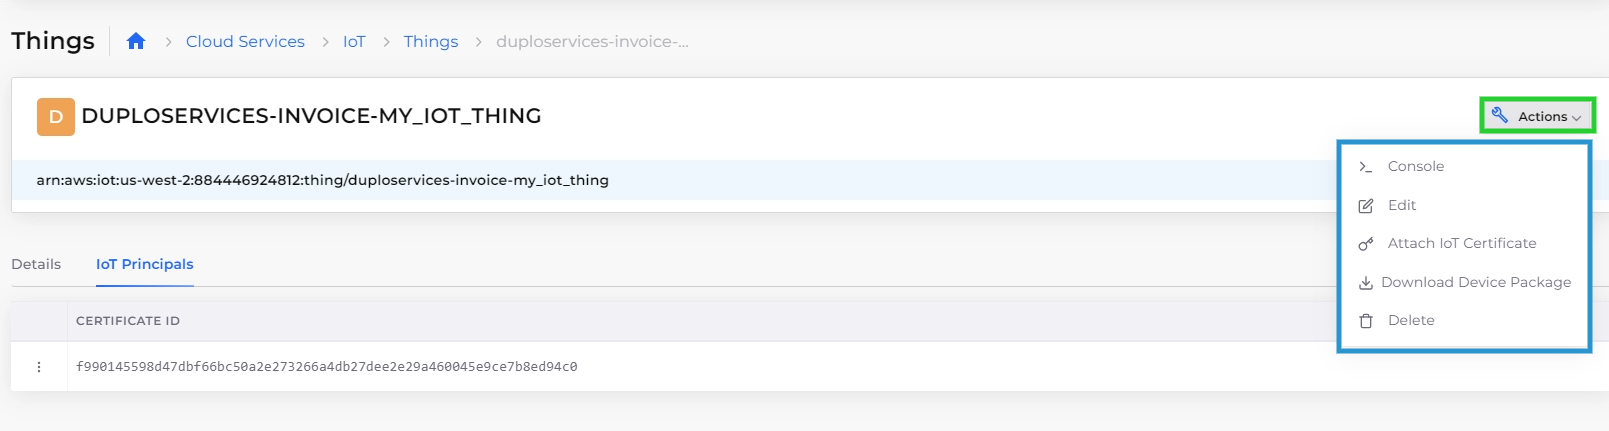 Things
Cloud Services > IoT > Things > duploservices-invoice-...
D
DUPLOSERVICES-INVOICE-MY_IOT_THING
Actions
arn:aws:iot:us-west-2:884446924812:thing/duploservices-invoice-my_iot_thing
Console
Edit
Attach IoT Certificate
Download Device Package
Delete
Details
IoT Principals
CERTIFICATE ID
f990145598d47dbf66bc50a2e273266a4db27dee2e29a460045e9ce7b8ed94c0